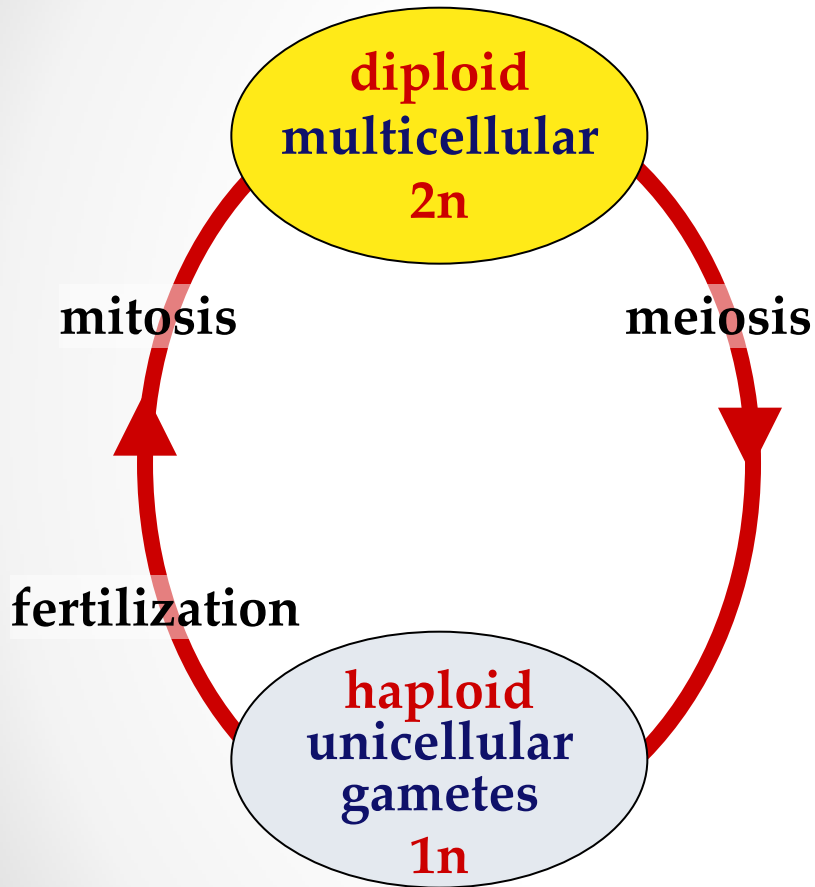 diploid
multicellular
2n
mitosis
meiosis
fertilization
haploid
unicellular
gametes
1n